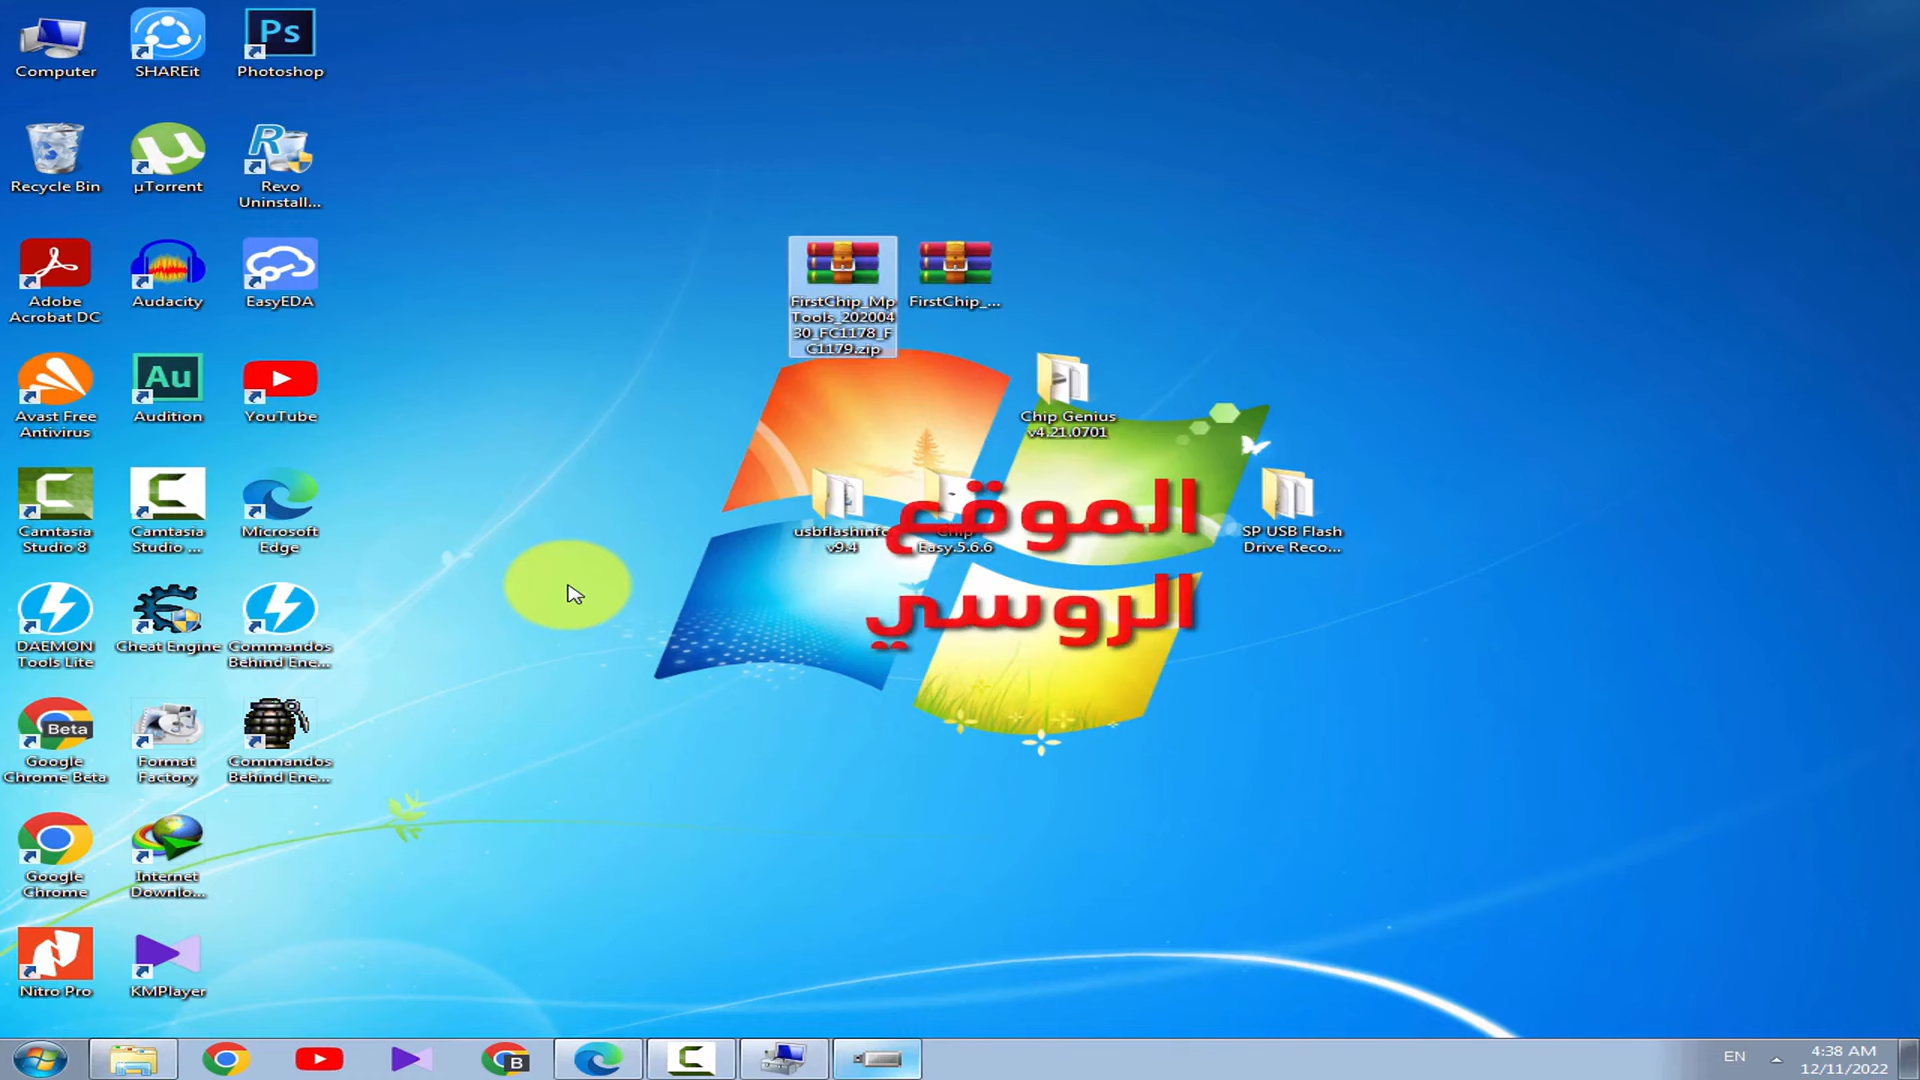 Computer
SHAREit
Ps
Photoshop
Recycle Bin
µTorrent
Revo
Uninstall...
Adobe
Acrobat DC
Audacity
EasyEDA
Avast Free
Antivirus
Au
Audition
YouTube
Camtasia
Studio 8
Camtasia
Studio ...
Microsoft
Edge
DAEMON
Tools Lite
Cheat Engine
Commandos
Behind Ene...
Beta
Google
Chrome Beta
Format
Factory
Commandos
Behind Ene...
Google
Chrome
Internet
Downlo...
Nitro Pro
KMPlayer
FirstChip_Mp
Tools_202004
30_FC1178_F
C1179.zip
FirstChip_...
Chip Genius
v4.21.0701
usbflashinfo
v9.4
Chip
Easy.5.6.6
SP USB Flash
Drive Reco...
الموقع
الروسي
B
EN
4:38 AM
12/11/2022